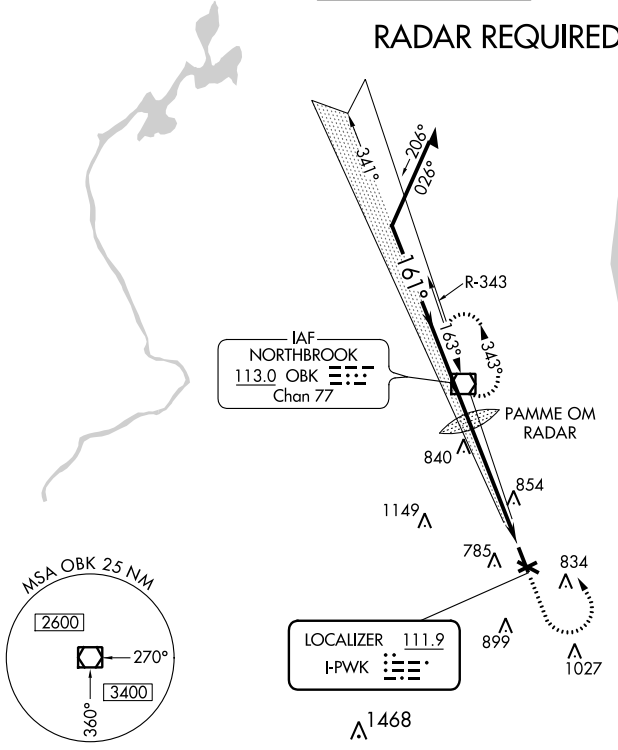 RADAR REQUIRED
341°
206°
026°
161°
R-343
163°
343°
IAF
NORTHBROOK
113.0 OBK
Chan 77
PAMME OM
RADAR
840
854
1149
785
834
MSA OBK 25 NM
2600
270°
3400
360°
LOCALIZER 111.9
I-PWK
899
1027
1468